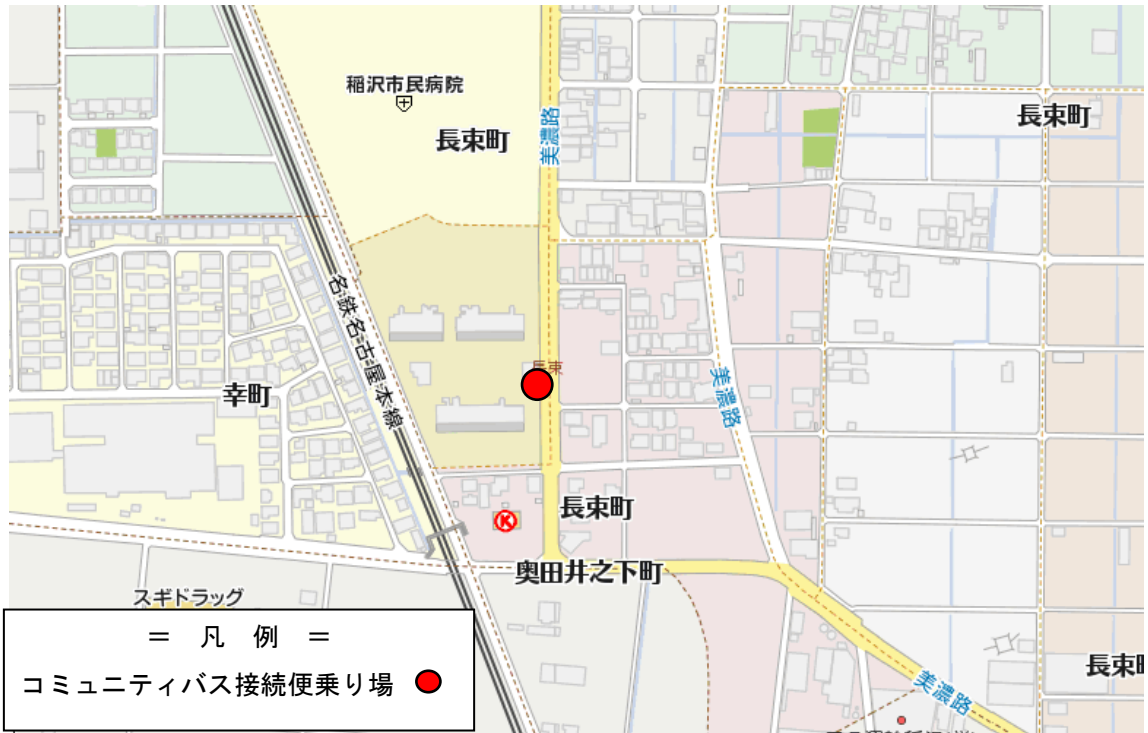 稲沢市民病院
長束町
美濃路
長束町
名鉄名古屋本線
長束
幸町
美濃路
長束町
Ⓚ
奥田井之下町
スギドラッグ
= 凡 例 =
コミュニティバス接続便乗り場
長束町
美濃路